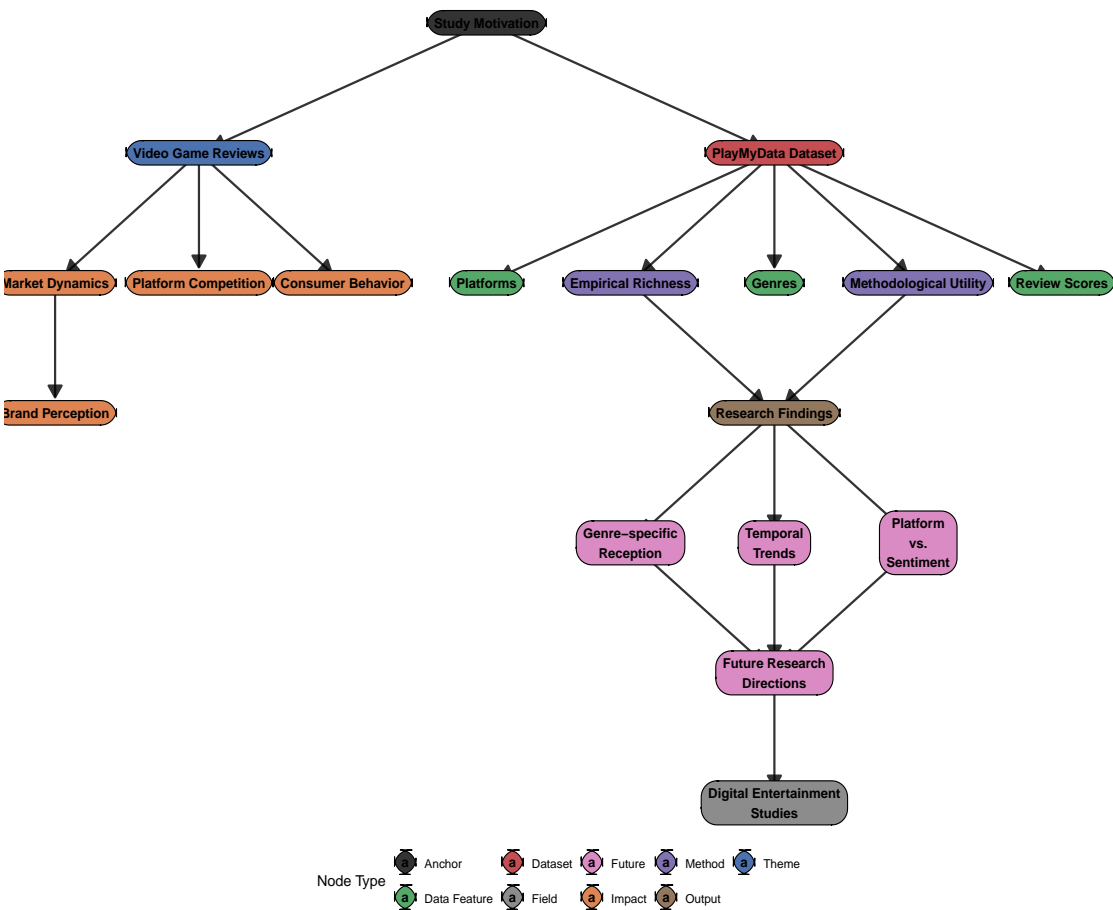 Study Motivation
Video Game Reviews
PlayMyData Dataset
Market Dynamics
Platform Competition
Consumer Behavior
Platforms
Empirical Richness
Genres
Methodological Utility
Review Scores
Brand Perception
Research Findings
Genre–specific
Reception
Temporal
Trends
Platform
vs.
Sentiment
Future Research
Directions
Digital Entertainment
Studies
Node Type
a Anchor
a Dataset
a Future
a Method
a Theme
a Data Feature
a Field
a Impact
a Output